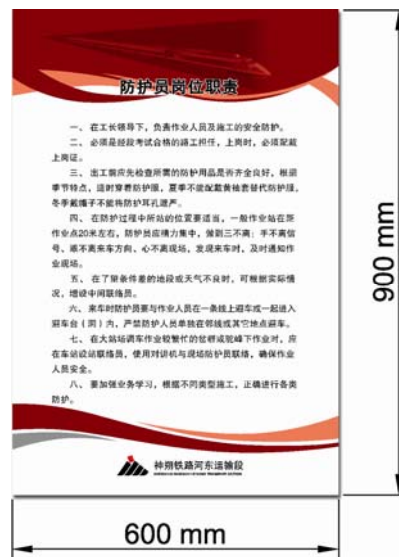 防护员岗位职责
一、 在工长领导下，负责作业人员及施工的安全防护。
二、 必须是经段考试合格的路工担任，上岗时，必须配戴
上岗证。
三、 出工前应先检查所需的防护用品是否齐全良好，根据
季节特点，适时穿着防护服，夏季不能配戴黄袖套替代防护服，
冬季戴帽子不能将防护耳孔遮严。
四、 在防护过程中所站的位置要适当，一般作业站在距
作业点20米左右，防护员应精力集中，做到三不离：手不离信
号、眼不离来车方向、心不离现场，发现来车时，及时通知作
业现场。
五、 在了望条件差的地段或天气不良时，可根据实际情
况，增设中间联络员。
六、 来车时防护员要与作业人员在一条线上避车或一起进入
避车台（洞）内，严禁防护人员单独在邻线或其它地点避车。
七、 在大站场调车作业较繁忙的岔群或驼峰下作业时，应
在车站设站联络员，使用对讲机与现场防护员联络，确保作业
人员安全。
八、 要加强业务学习，根据不同类型施工，正确进行各类
防护。
神朔铁路河东运输段
900 mm
600 mm